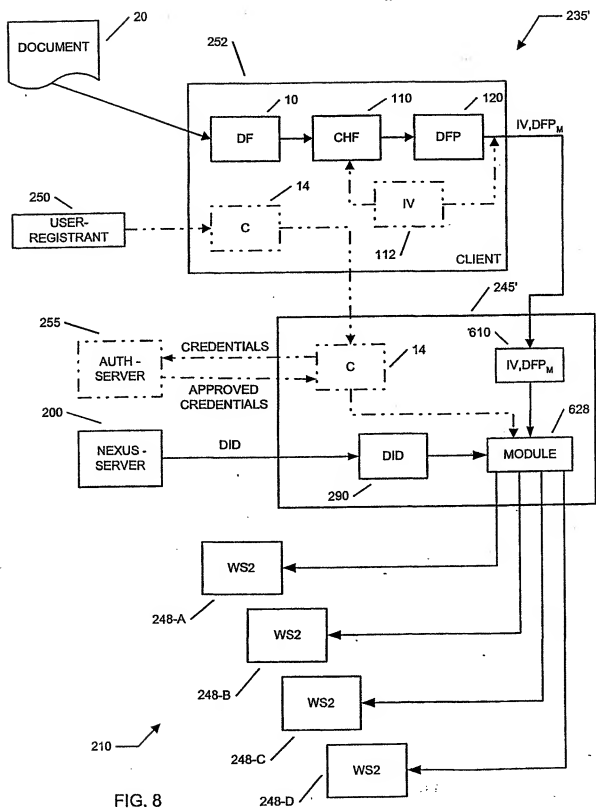 20
235'
DOCUMENT
252
10
110
120
DF
CHF
DFP
IV,DFPM
250
14
USER-
REGISTRANT
C
IV
112
CLIENT
245'
255
CREDENTIALS
14
610
AUTH -
SERVER
C
IV,DFPM
APPROVED
CREDENTIALS
200
628
NEXUS -
SERVER
DID
DID
MODULE
290
WS2
248-A
WS2
248-B
WS2
248-C
210
WS2
248-D
FIG. 8